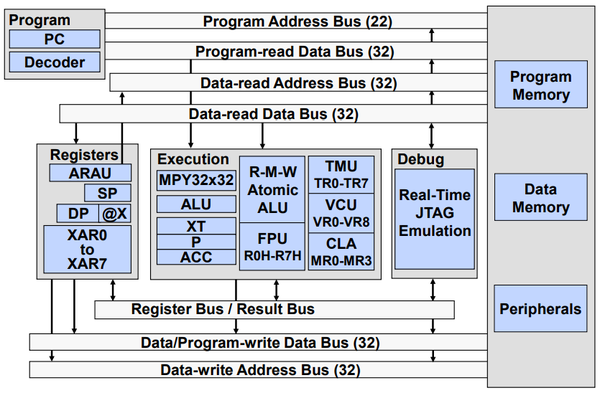 Program
PC
Decoder
Program Address Bus (22)
Program-read Data Bus (32)
Data-read Address Bus (32)
Data-read Data Bus (32)
Program
Memory
Data
Memory
Peripherals
Registers
ARAU
SP
DP @X
XAR0
to
XAR7
Execution
MPY32x32
ALU
XT
P
ACC
R-M-W
Atomic
ALU
FPU
R0H-R7H
TMU
TR0-TR7
VCU
VR0-VR8
CLA
MR0-MR3
Debug
Real-Time
JTAG
Emulation
Register Bus / Result Bus
Data/Program-write Data Bus (32)
Data-write Address Bus (32)